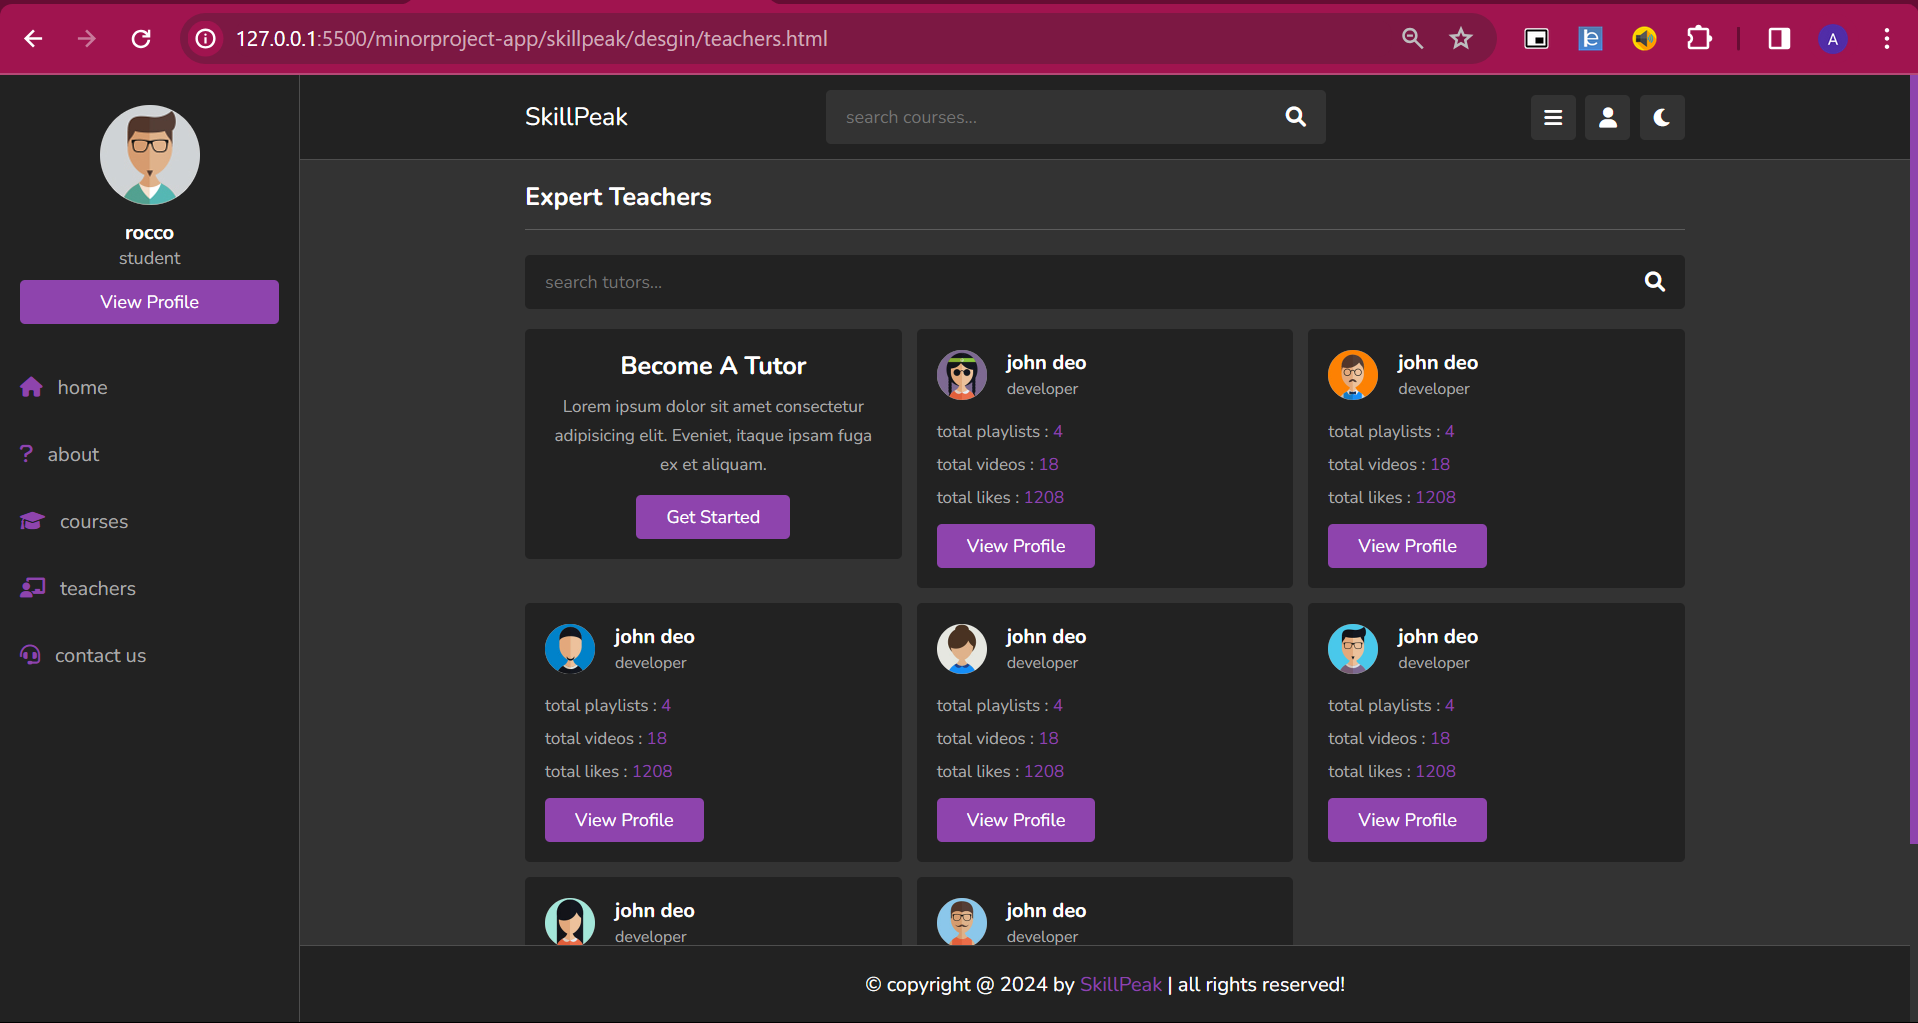 127.0.0.1:5500/minorproject-app/skillpeak/desgin/teachers.html
A
rocco
student
View Profile
home
about
courses
teachers
contact us
SkillPeak
search courses...
Expert Teachers
search tutors...
Become A Tutor
Lorem ipsum dolor sit amet consectetur
adipisicing elit. Eveniet, itaque ipsam fuga
ex et aliquam.
Get Started
john deo
developer
total playlists : 4
total videos : 18
total likes : 1208
View Profile
john deo
developer
total playlists : 4
total videos : 18
total likes : 1208
View Profile
john deo
developer
total playlists : 4
total videos : 18
total likes : 1208
View Profile
john deo
developer
total playlists : 4
total videos : 18
total likes : 1208
View Profile
john deo
developer
total playlists : 4
total videos : 18
total likes : 1208
View Profile
john deo
developer
john deo
developer
© copyright @ 2024 by SkillPeak | all rights reserved!